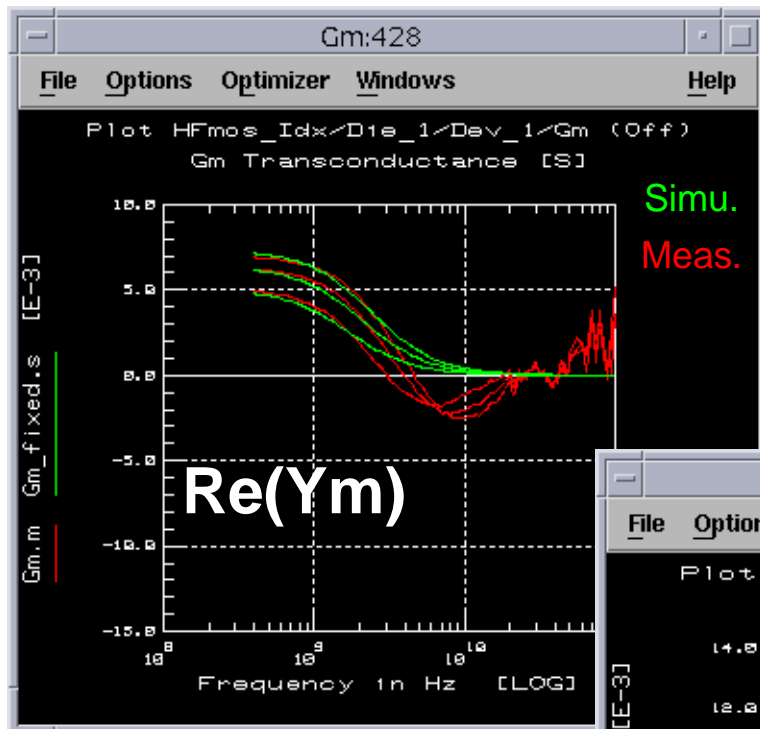 Gm:428
File Options Optimizer Windows Help
Plot HFmos_Idx/Die_1/Dev_1/Gm (Off)
Gm Transconductance [S]
Simu.
Meas.
10.0
5.0
0.0
-5.0
-10.0
-15.0
Gm.m Gm_fixed.s [E-3]
Re(Ym)
10^8 10^9 10^10
Frequency in Hz [LOG]
File Option
Plot
14.0
12.0
[E-3]